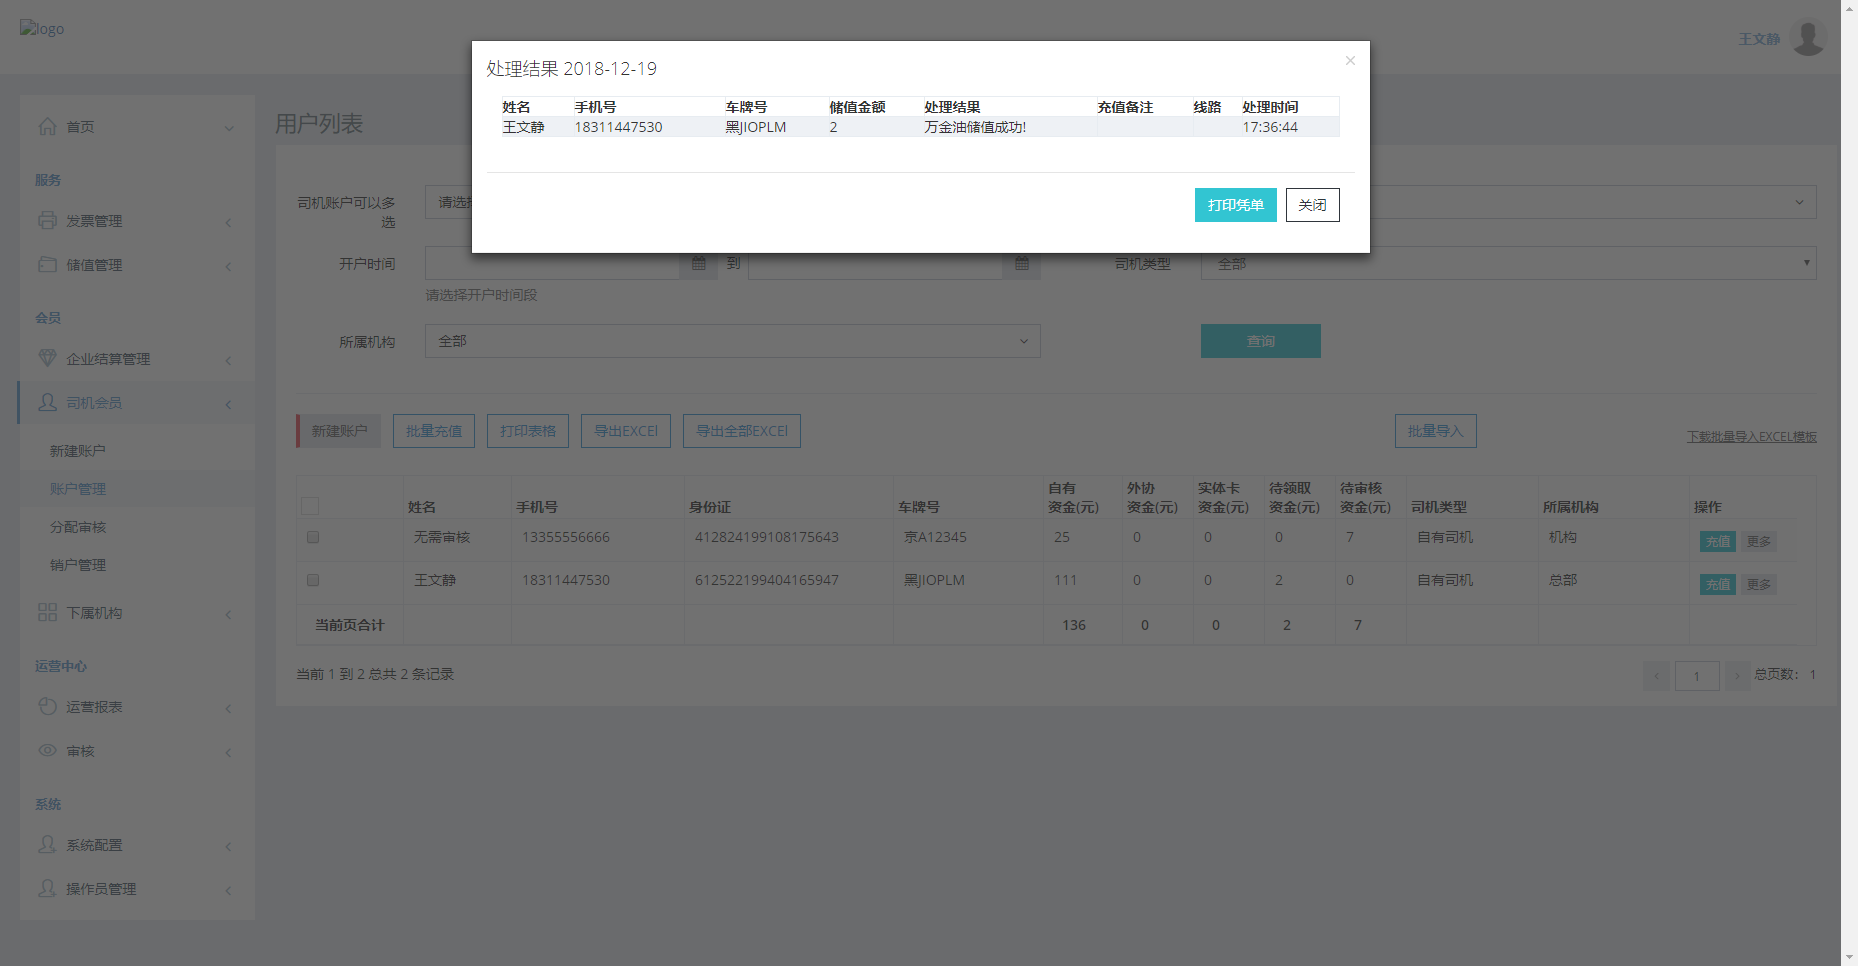 logo
王文静
处理结果 2018-12-19
×
姓名 手机号 车牌号 储值金额 处理结果 充值备注 线路 处理时间
王文静 18311447530 黑JIOPLM 2 万金油储值成功! 17:36:44
打印凭单 关闭
首页
服务
发票管理
储值管理
会员
企业结算管理
司机会员
新建账户
账户管理
分配审核
销户管理
下属机构
运营中心
运营报表
审核
系统
系统配置
操作员管理
用户列表
司机账户可以多
选
请选
开户时间 到 司机类型 全部
请选择开户时间段
所属机构 全部 查询
新建账户 批量充值 打印表格 导出EXCEl 导出全部EXCEl 批量导入 下载批量导入EXCEL模板
自有 外协 实体卡 待领取 待审核
姓名 手机号 身份证 车牌号 资金(元) 资金(元) 资金(元) 资金(元) 资金(元) 司机类型 所属机构 操作
无需审核 13355556666 412824199108175643 京A12345 25 0 0 0 7 自有司机 机构 充值 更多
王文静 18311447530 612522199404165947 黑JIOPLM 111 0 0 2 0 自有司机 总部 充值 更多
当前页合计 136 0 0 2 7
当前 1 到 2 总共 2 条记录
1 总页数: 1